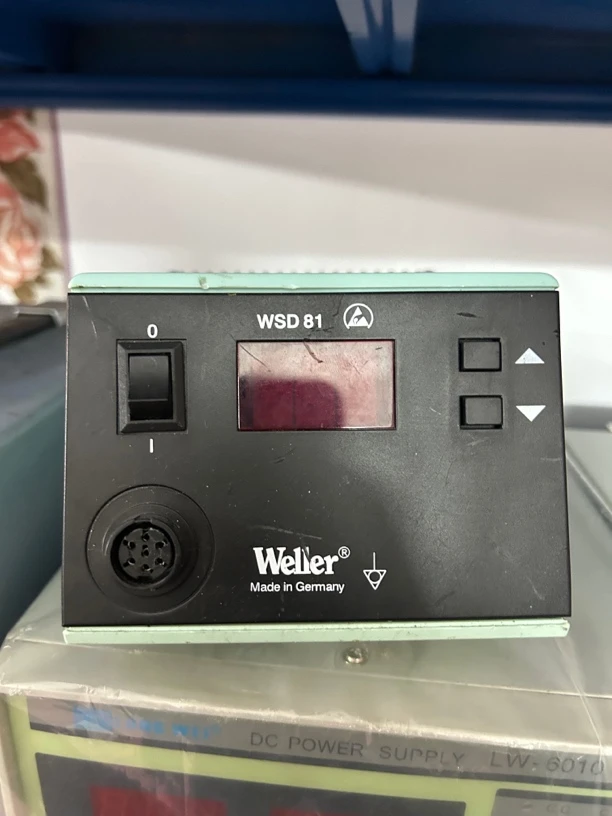 WSD 81
0
I
Weller®
Made in Germany
DC POWER SUPPLY LW-6010